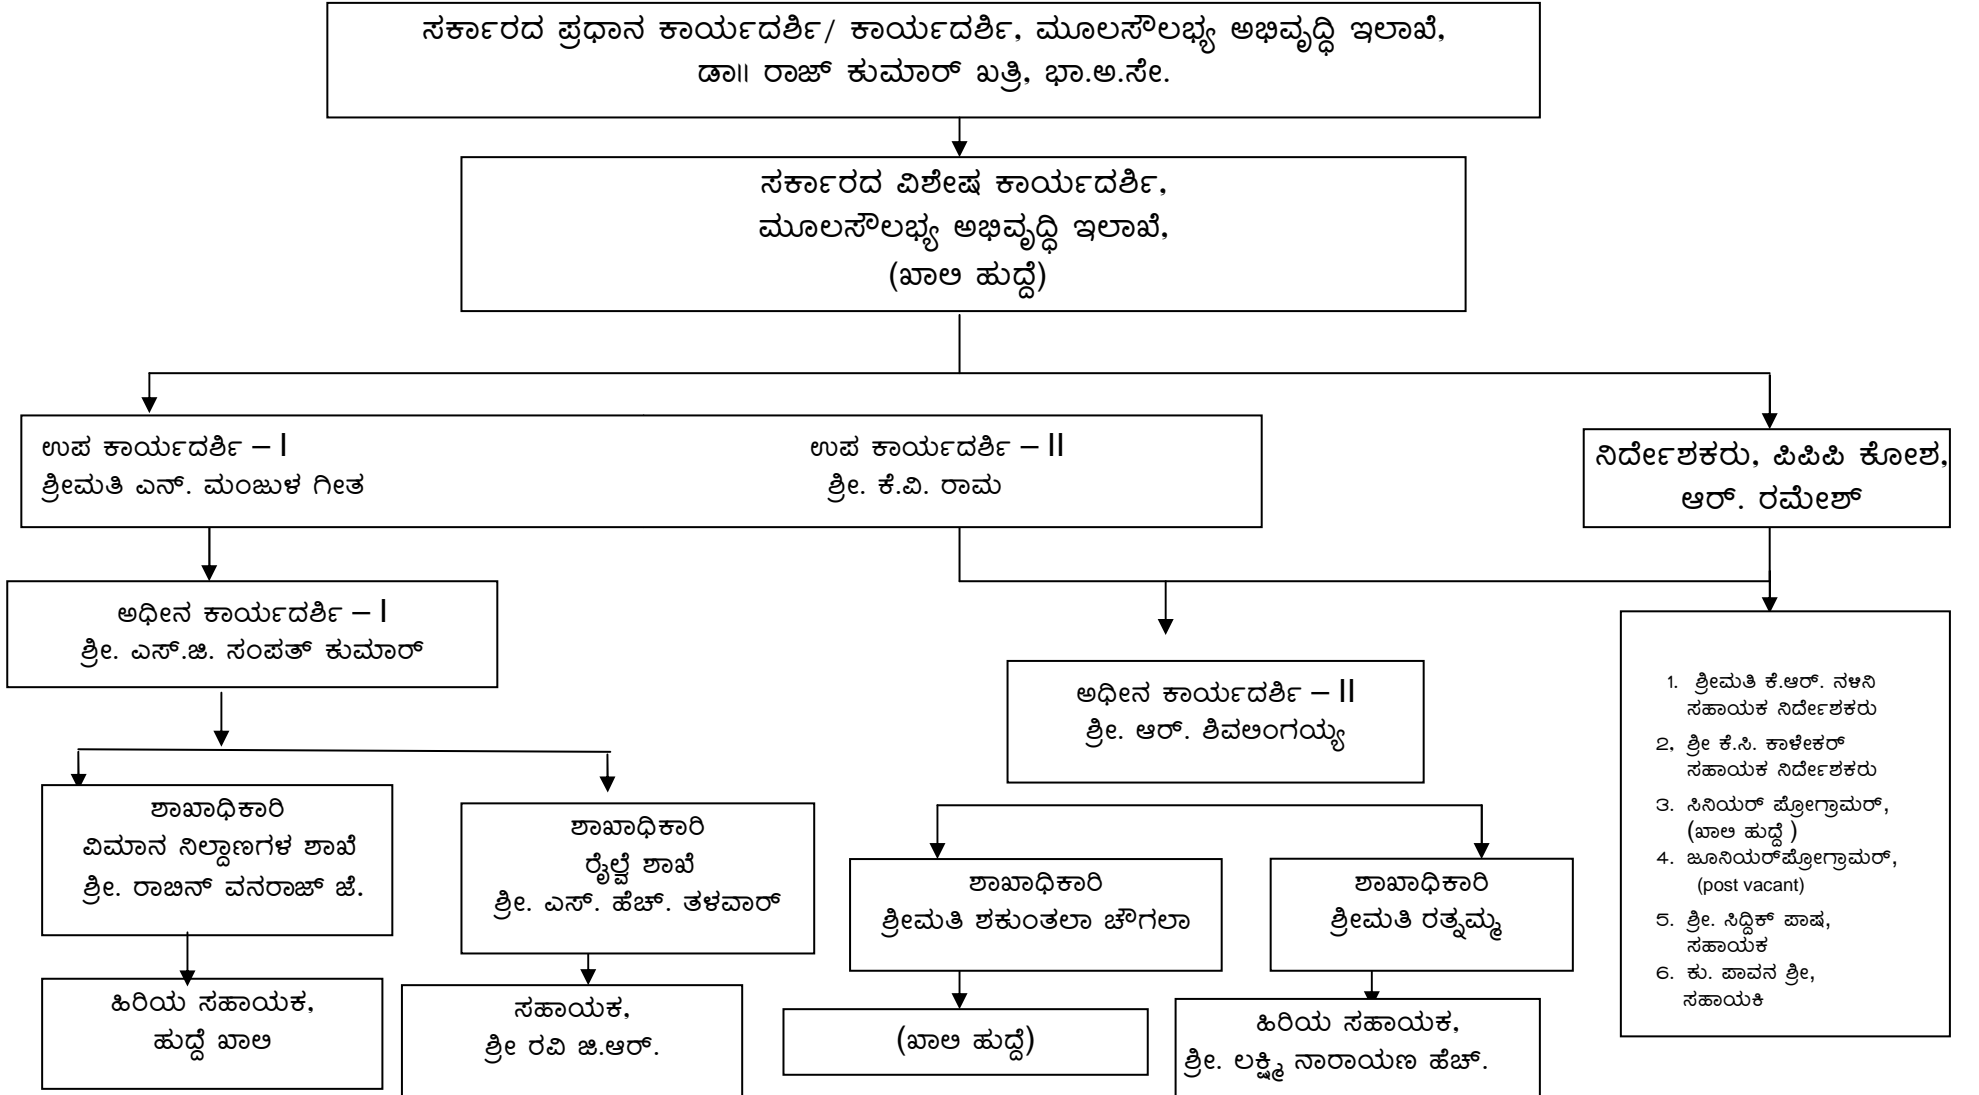 ಸರ್ಕಾರದ ಪ್ರಧಾನ ಕಾರ್ಯದರ್ಶಿ/ ಕಾರ್ಯದರ್ಶಿ, ಮೂಲಸೌಲಭ್ಯ ಅಭಿವೃದ್ಧಿ ಇಲಾಖೆ,
ಡಾ॥ ರಾಜ್ ಕುಮಾರ್ ಖತ್ರಿ, ಭಾ.ಅ.ಸೇ.
ಸರ್ಕಾರದ ವಿಶೇಷ ಕಾರ್ಯದರ್ಶಿ,
ಮೂಲಸೌಲಭ್ಯ ಅಭಿವೃದ್ಧಿ ಇಲಾಖೆ,
(ಖಾಲಿ ಹುದ್ದೆ)
ಉಪ ಕಾರ್ಯದರ್ಶಿ – I
ಶ್ರೀಮತಿ ಎನ್. ಮಂಜುಳ ಗೀತ
ಉಪ ಕಾರ್ಯದರ್ಶಿ – II
ಶ್ರೀ. ಕೆ.ವಿ. ರಾಮ
ನಿರ್ದೇಶಕರು, ಪಿಪಿಪಿ ಕೋಶ,
ಆರ್. ರಮೇಶ್
ಅಧೀನ ಕಾರ್ಯದರ್ಶಿ – I
ಶ್ರೀ. ಎಸ್.ಜಿ. ಸಂಪತ್ ಕುಮಾರ್
ಅಧೀನ ಕಾರ್ಯದರ್ಶಿ – II
ಶ್ರೀ. ಆರ್. ಶಿವಲಿಂಗಯ್ಯ
1. ಶ್ರೀಮತಿ ಕೆ.ಆರ್. ನಳಿನಿ
ಸಹಾಯಕ ನಿರ್ದೇಶಕರು
2, ಶ್ರೀ ಕೆ.ಸಿ. ಕಾಳೇಕರ್
ಸಹಾಯಕ ನಿರ್ದೇಶಕರು
3. ಸಿನಿಯರ್ ಪ್ರೋಗ್ರಾಮರ್,
(ಖಾಲಿ ಹುದ್ದೆ )
4. ಜೂನಿಯರ್‌ಪ್ರೋಗ್ರಾಮರ್,
(post vacant)
5. ಶ್ರೀ. ಸಿದ್ದಿಕ್ ಪಾಷ,
ಸಹಾಯಕ
6. ಕು. ಪಾವನ ಶ್ರೀ,
ಸಹಾಯಕಿ
ಶಾಖಾಧಿಕಾರಿ
ವಿಮಾನ ನಿಲ್ದಾಣಗಳ ಶಾಖೆ
ಶ್ರೀ. ರಾಬಿನ್ ವನರಾಜ್ ಜೆ.
ಶಾಖಾಧಿಕಾರಿ
ರೈಲ್ವೆ ಶಾಖೆ
ಶ್ರೀ. ಎಸ್. ಹೆಚ್. ತಳವಾರ್
ಶಾಖಾಧಿಕಾರಿ
ಶ್ರೀಮತಿ ಶಕುಂತಲಾ ಚೌಗಲಾ
ಶಾಖಾಧಿಕಾರಿ
ಶ್ರೀಮತಿ ರತ್ನಮ್ಮ
ಹಿರಿಯ ಸಹಾಯಕ,
ಹುದ್ದೆ ಖಾಲಿ
ಸಹಾಯಕ,
ಶ್ರೀ ರವಿ ಜಿ.ಆರ್.
(ಖಾಲಿ ಹುದ್ದೆ)
ಹಿರಿಯ ಸಹಾಯಕ,
ಶ್ರೀ. ಲಕ್ಷ್ಮಿ ನಾರಾಯಣ ಹೆಚ್.